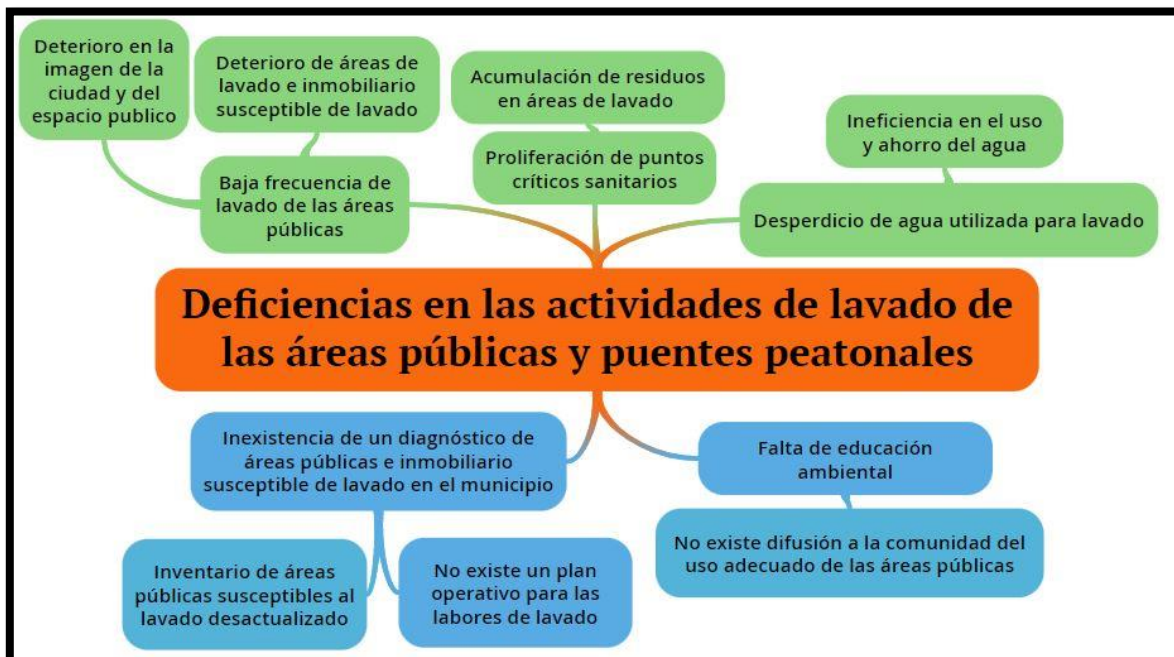 Deterioro en la
imagen de la
ciudad y del
espacio publico
Deterioro de áreas de
lavado e inmobiliario
susceptible de lavado
Acumulación de residuos
en áreas de lavado
Ineficiencia en el uso
y ahorro del agua
Baja frecuencia de
lavado de las áreas
públicas
Proliferación de puntos
críticos sanitarios
Desperdicio de agua utilizada para lavado
Deficiencias en las actividades de lavado de
las áreas públicas y puentes peatonales
Inexistencia de un diagnóstico de
áreas públicas e inmobiliario
susceptible de lavado en el municipio
Falta de educación
ambiental
Inventario de áreas
públicas susceptibles al
lavado desactualizado
No existe un plan
operativo para las
labores de lavado
No existe difusión a la comunidad del
uso adecuado de las áreas públicas